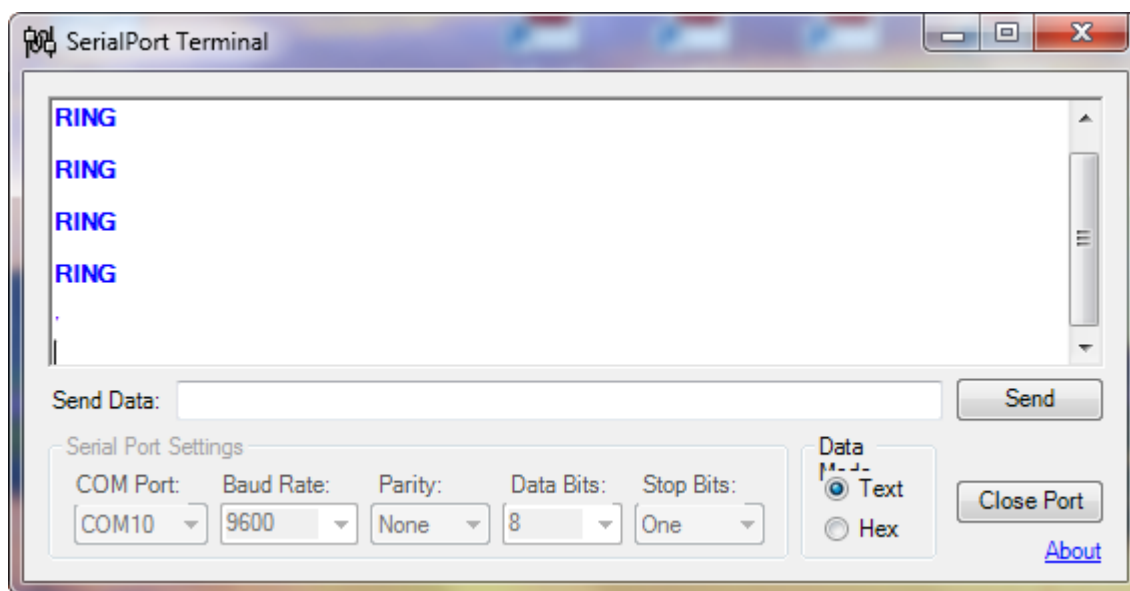 SerialPort Terminal
RING
RING
RING
RING
Send Data:
Send
Serial Port Settings
COM Port: Baud Rate: Parity: Data Bits: Stop Bits:
COM10 9600 None 8 One
Data
Text
Hex
Close Port
About